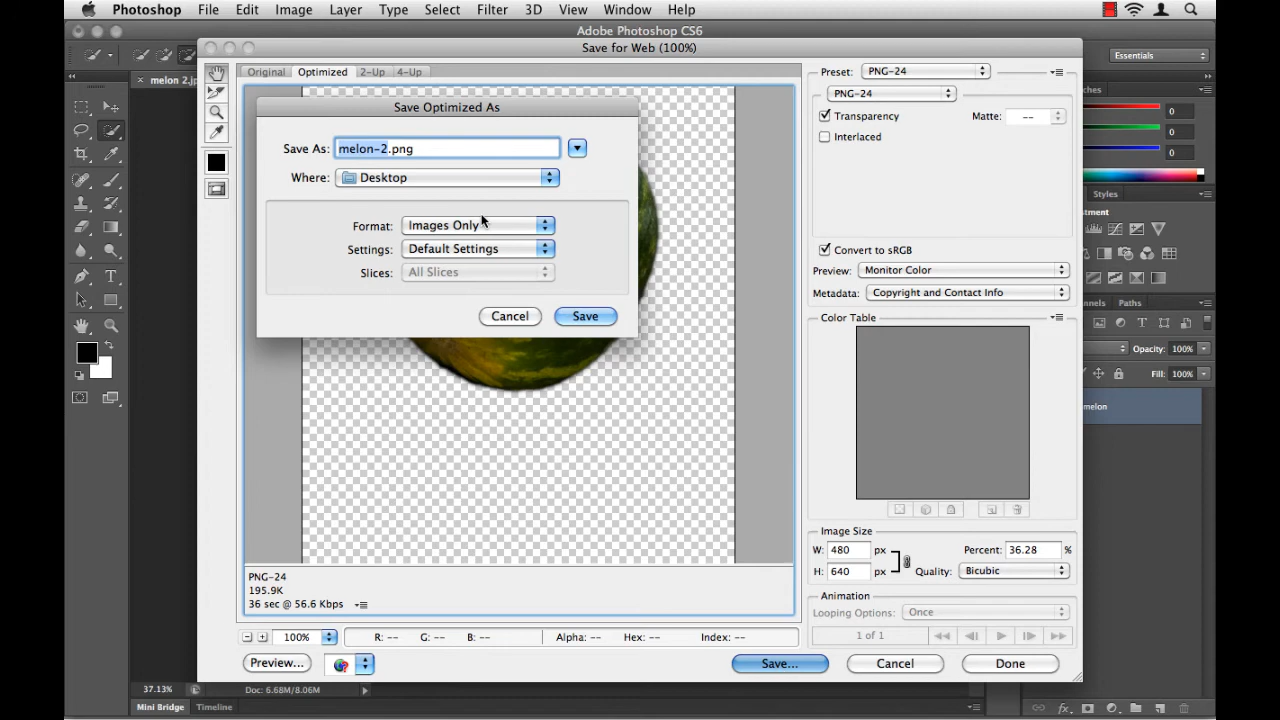 Photoshop File Edit Image Layer Type Select Filter 3D View Window Help
Adobe Photoshop CS6
Save for Web (100%)
Essentials
melon 2.jp
Original Optimized 2-Up 4-Up
Preset: PNG-24
PNG-24
Transparency Matte: --
Interlaced
Save Optimized As
Save As: melon-2.png
Where: Desktop
Format: Images Only
Settings: Default Settings
Slices: All Slices
Cancel Save
Convert to sRGB
Preview: Monitor Color
Metadata: Copyright and Contact Info
Color Table
ches
0
0
0
Styles
stment
nnels Paths
Opacity: 100%
Fill: 100%
melon
Image Size
W: 480 px Percent: 36.28 %
H: 640 px Quality: Bicubic
Animation
Looping Options: Once
1 of 1
PNG-24
195.9K
36 sec @ 56.6 Kbps
100% R: -- G: -- B: -- Alpha: -- Hex: -- Index: --
Preview... Save... Cancel Done
37.13% Doc: 6.68M/8.06M
Mini Bridge Timeline